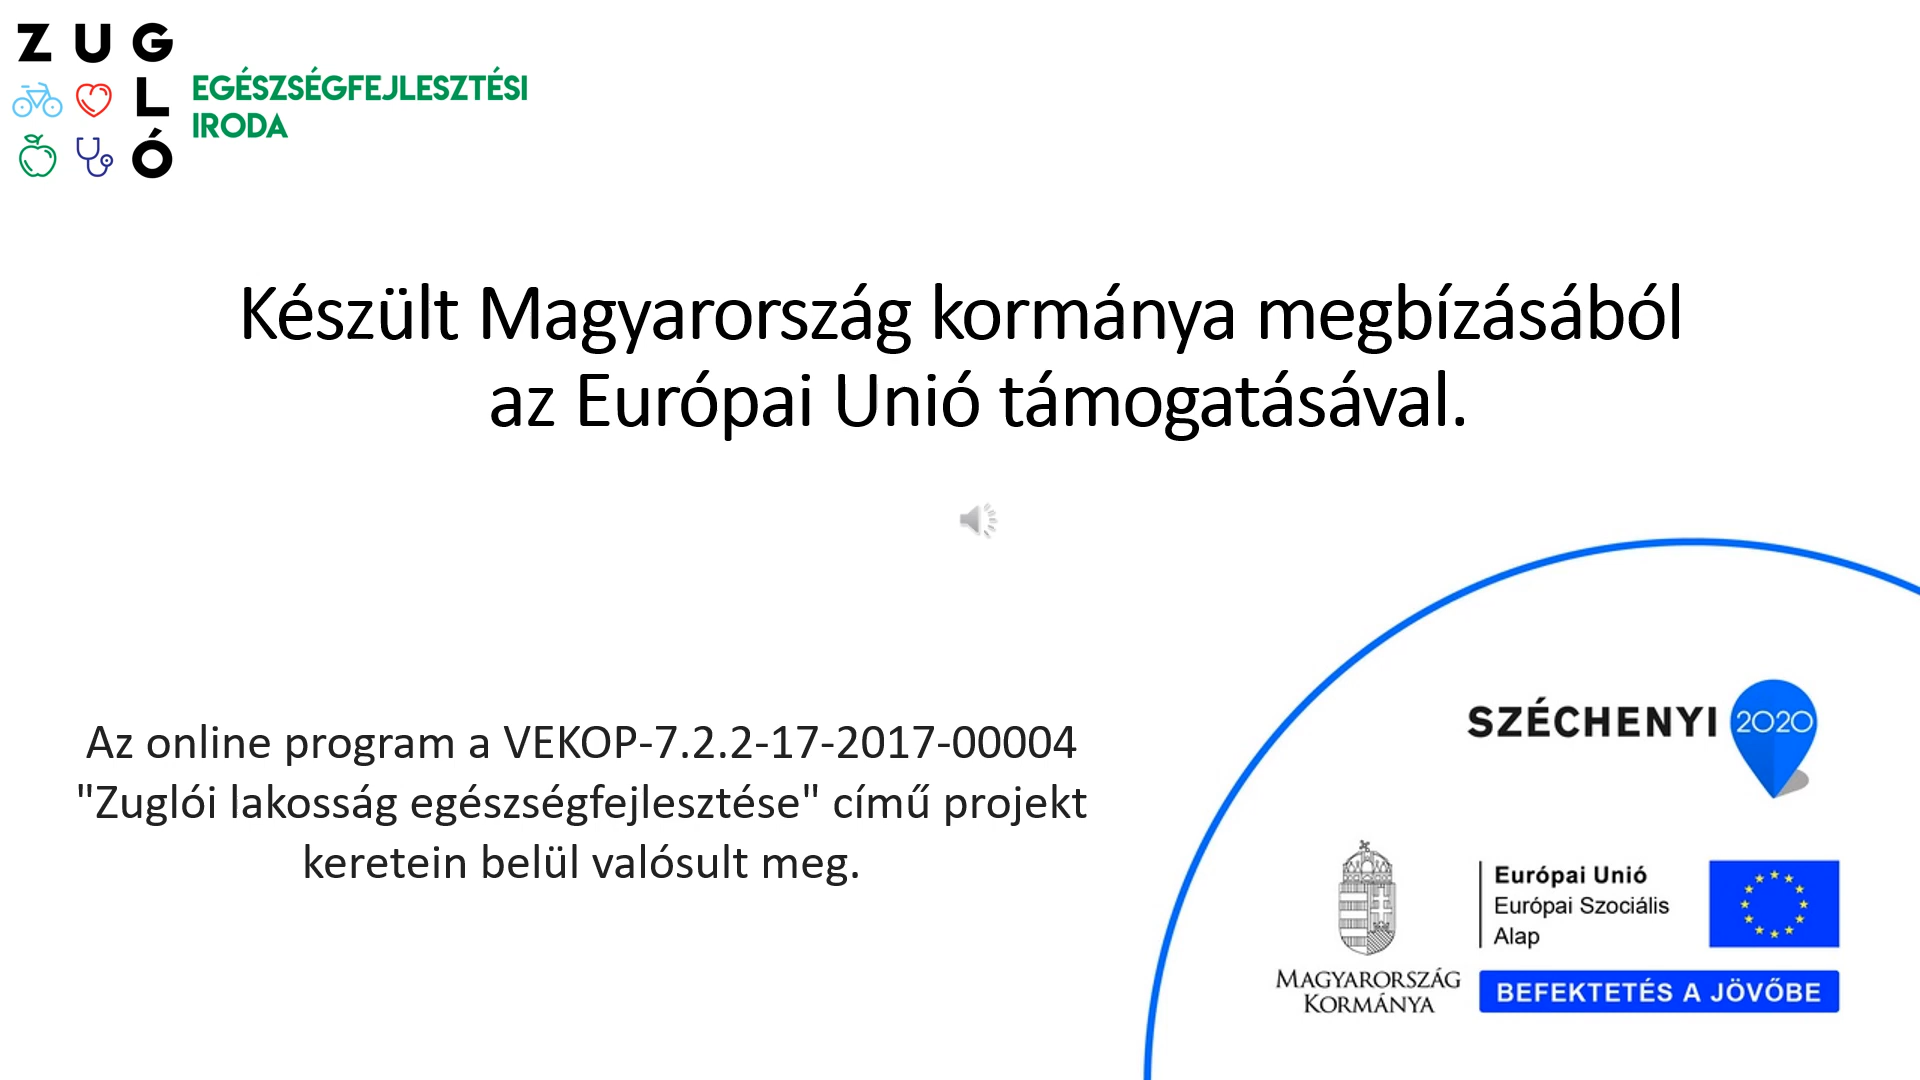 ZUGLÓ
EGÉSZSÉGFEJLESZTÉSI
IRODA
Készült Magyarország kormánya megbízásából
az Európai Unió támogatásával.
Az online program a VEKOP-7.2.2-17-2017-00004
"Zuglói lakosság egészségfejlesztése" című projekt
keretein belül valósult meg.
SZÉCHENYI 2020
MAGYARORSZÁG
KORMÁNYA
Európai Unió
Európai Szociális
Alap
BEFEKTETÉS A JÖVŐBE